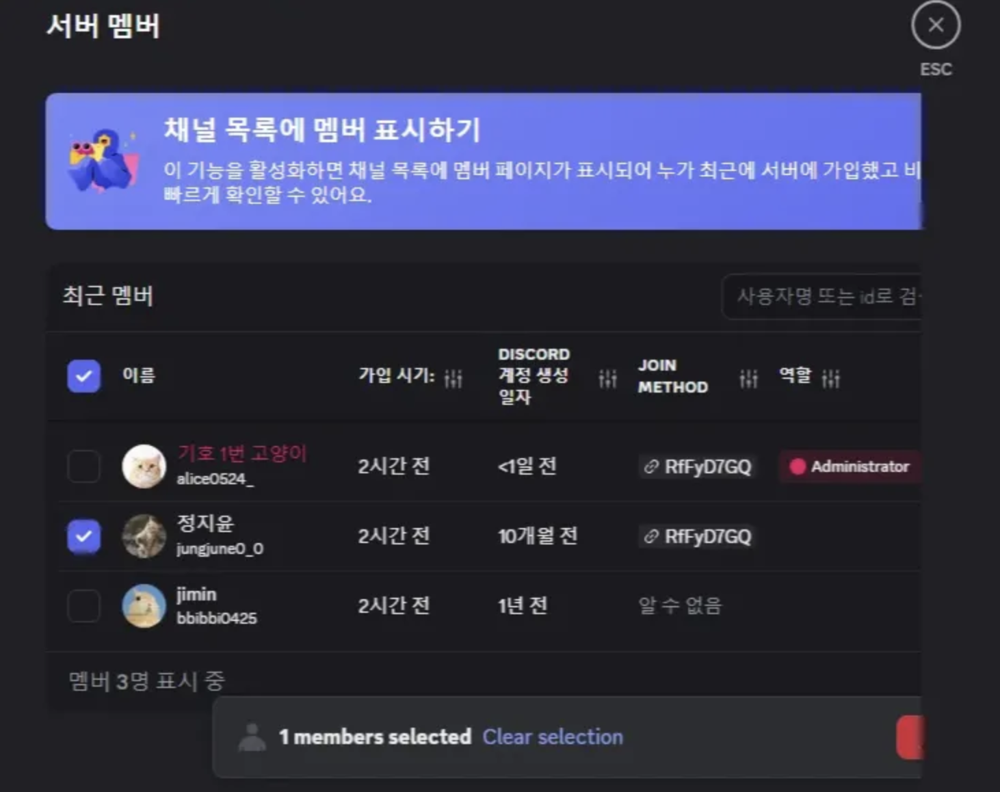 서버 멤버
ESC
채널 목록에 멤버 표시하기
이 기능을 활성화하면 채널 목록에 멤버 페이지가 표시되어 누가 최근에 서버에 가입했고 비
빠르게 확인할 수 있어요.
최근 멤버
사용자명 또는 id로 검
이름
가입 시기:
DISCORD
계정 생성
일자
JOIN
METHOD
역할
기호 1번 고양이
alice0524_
2시간 전
<1일 전
RfFyD7GQ
Administrator
정지윤
jungjune0_0
2시간 전
10개월 전
RfFyD7GQ
jimin
bbibbi0425
2시간 전
1년 전
알 수 없음
멤버 3명 표시 중
1 members selected Clear selection